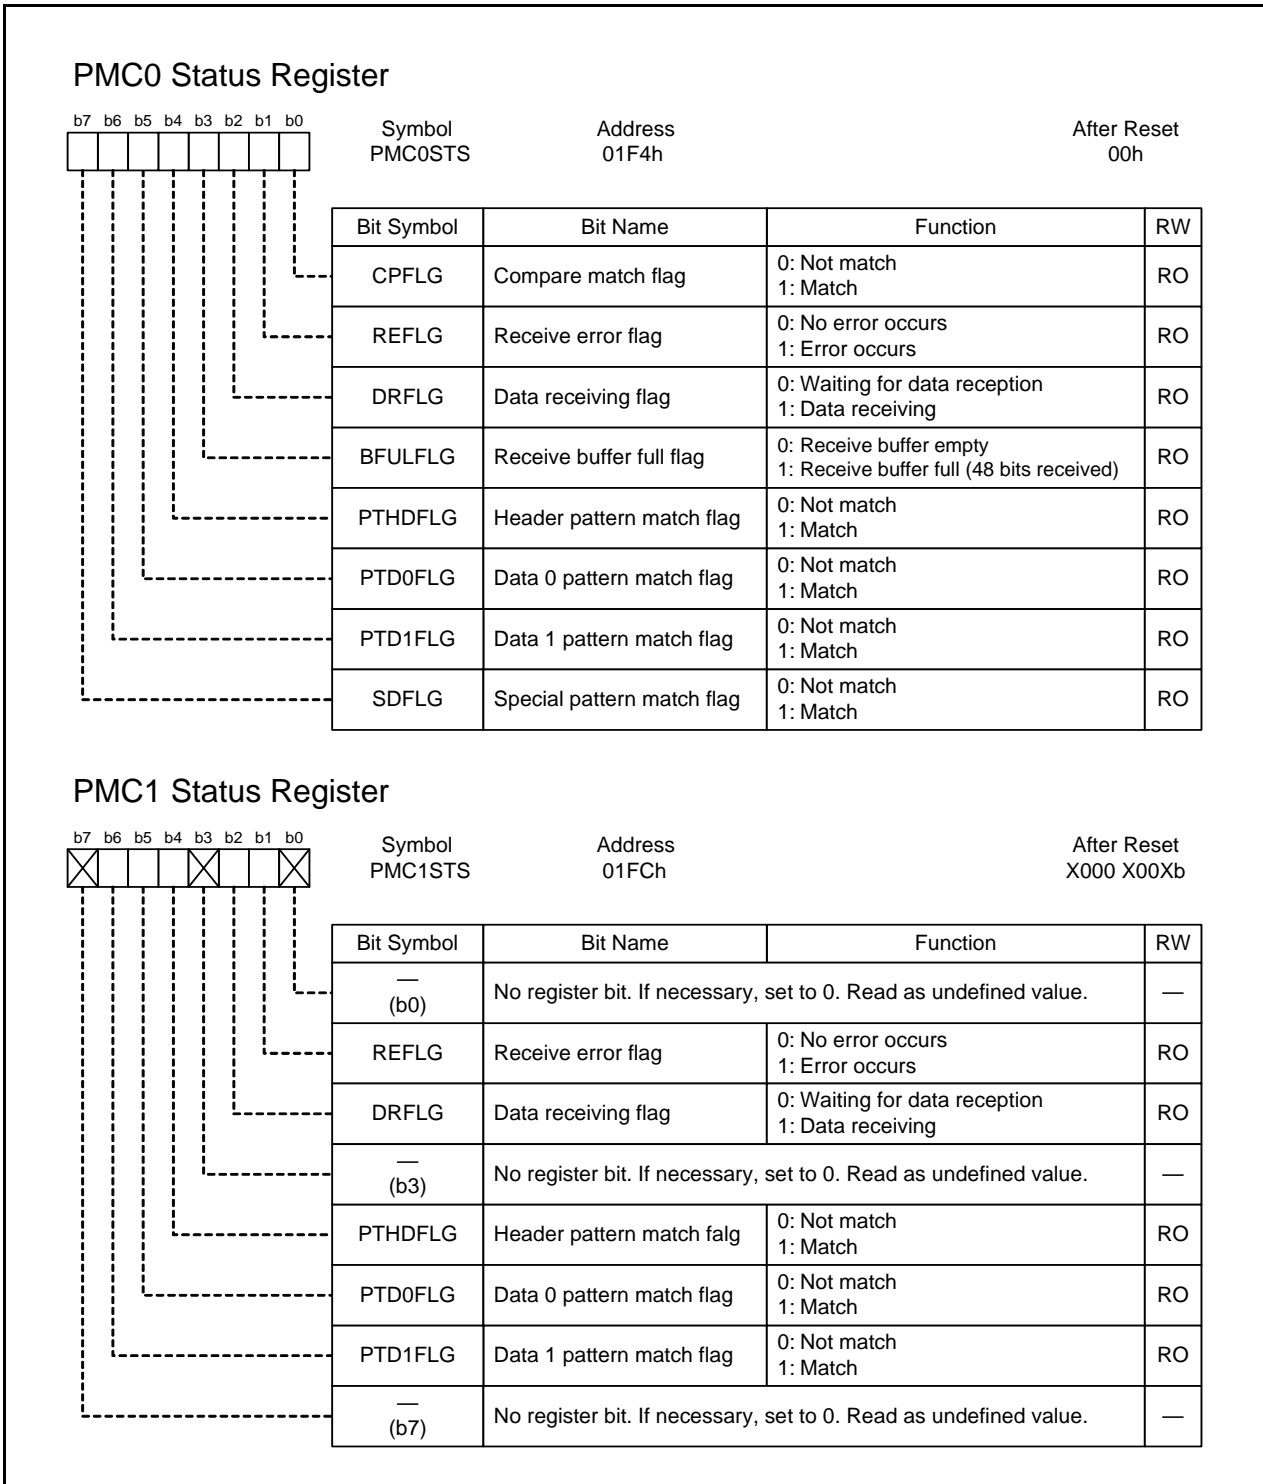 PMC0 Status Register
b7 b6 b5 b4 b3 b2 b1 b0
Symbol Address After Reset
PMC0STS 01F4h 00h
Bit Symbol Bit Name Function RW
CPFLG Compare match flag 0: Not match RO
1: Match
REFLG Receive error flag 0: No error occurs RO
1: Error occurs
DRFLG Data receiving flag 0: Waiting for data reception RO
1: Data receiving
BFULFLG Receive buffer full flag 0: Receive buffer empty RO
1: Receive buffer full (48 bits received)
PTHDFLG Header pattern match flag 0: Not match RO
1: Match
PTD0FLG Data 0 pattern match flag 0: Not match RO
1: Match
PTD1FLG Data 1 pattern match flag 0: Not match RO
1: Match
SDFLG Special pattern match flag 0: Not match RO
1: Match
PMC1 Status Register
b7 b6 b5 b4 b3 b2 b1 b0
Symbol Address After Reset
PMC1STS 01FCh X000 X00Xb
Bit Symbol Bit Name Function RW
— (b0) No register bit. If necessary, set to 0. Read as undefined value. —
REFLG Receive error flag 0: No error occurs RO
1: Error occurs
DRFLG Data receiving flag 0: Waiting for data reception RO
1: Data receiving
— (b3) No register bit. If necessary, set to 0. Read as undefined value. —
PTHDFLG Header pattern match falg 0: Not match RO
1: Match
PTD0FLG Data 0 pattern match flag 0: Not match RO
1: Match
PTD1FLG Data 1 pattern match flag 0: Not match RO
1: Match
— (b7) No register bit. If necessary, set to 0. Read as undefined value. —